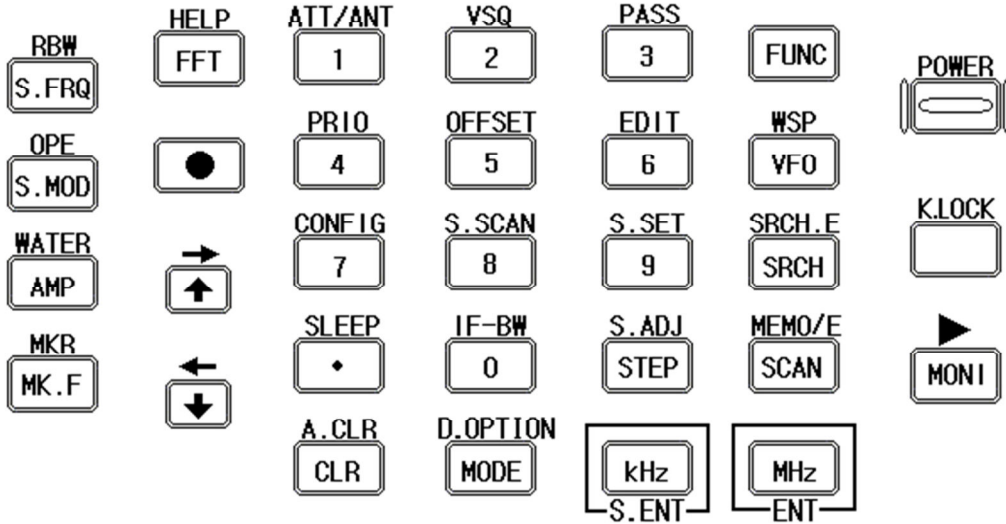 HELP ATT/ANT VSQ PASS
RBW FFT 1 2 3 FUNC POWER
S.FRQ
OPE PRIO OFFSET EDIT WSP
S.MOD 4 5 6 VFO
WATER CONFIG S.SCAN S.SET SRCH.E K.LOCK
AMP 7 8 9 SRCH
MKR SLEEP IF-BW S.ADJ MEMO/E
MK.F • 0 STEP SCAN MONI
A.CLR D.OPTION
CLR MODE kHz MHz
S.ENT ENT